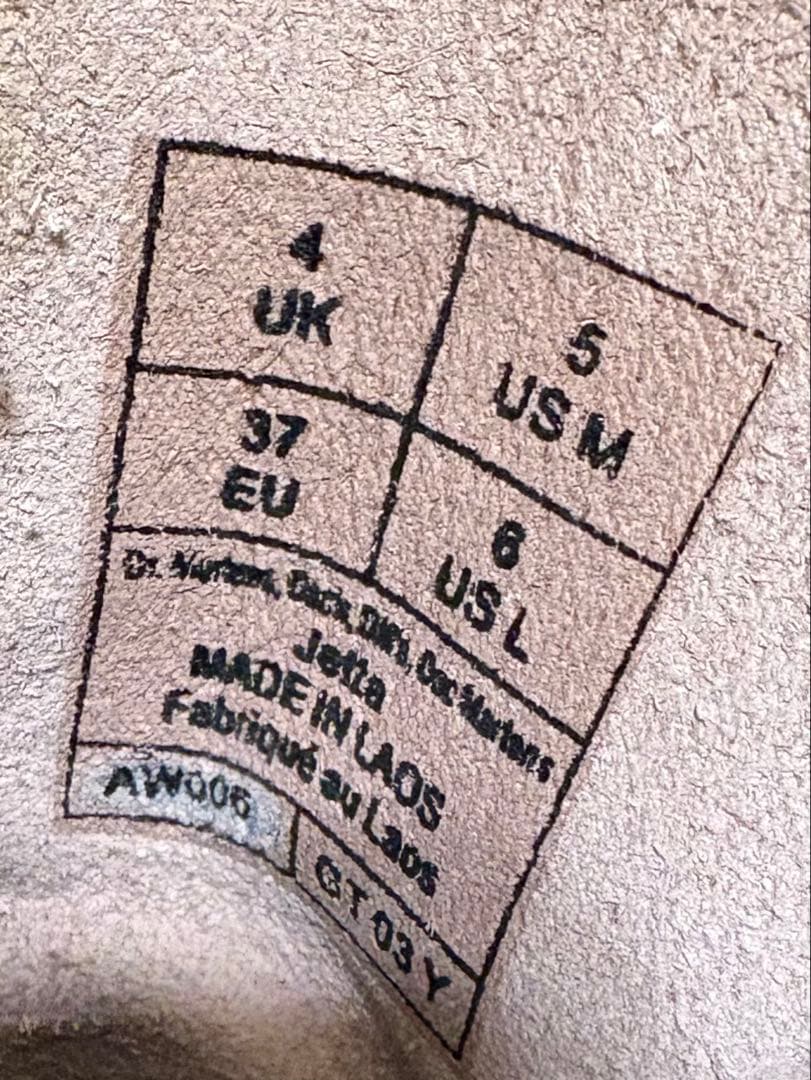 4
UK
5
US M
37
EU
6
US L
Dr. Martens, Docs, DM's, Doc Martens
Jetta
MADE IN LAOS
Fabriqué au Laos
AW006
GT 03 Y